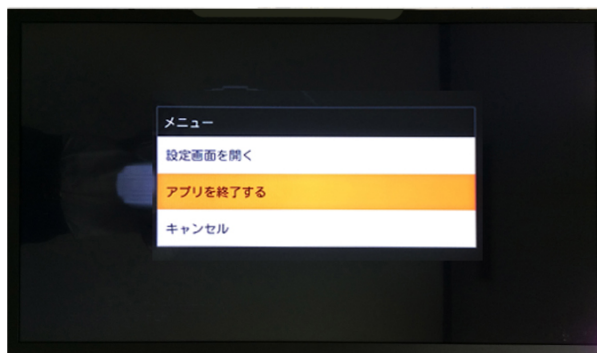 メニュー
設定画面を開く
アプリを終了する
キャンセル